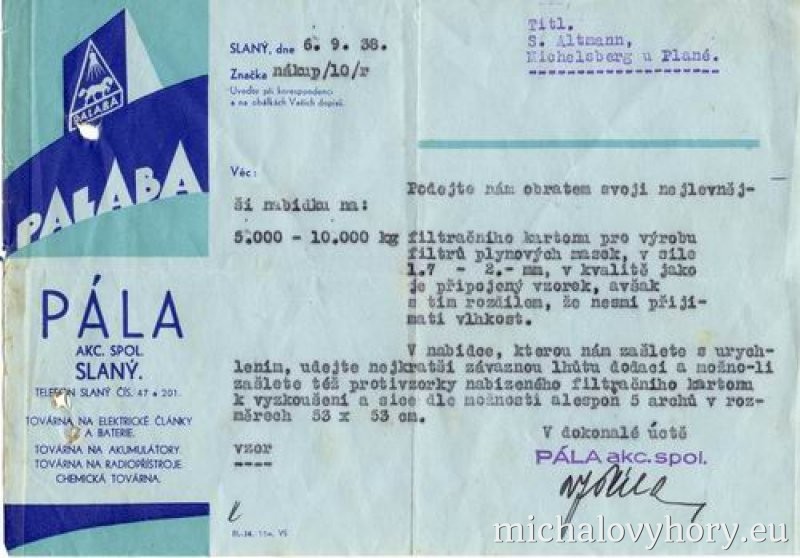 PALABA
PALABA
SLANÝ, dne 6. 9. 38.
Značka nákup/10/r
Uveďte při korespondenci
a na obálkách Vašich dopisů.
Titl.
S. Altmann,
Michelsberg u Plané.
Věc:
Podejte nám obratem svoji nejlevněj-
ší nabídku na:
5.000 - 10.000 kg filtračního kartonu pro výrobu
filtrů plynových masek, v síle
1.7 - 2.- mm, v kvalitě jako
je připojený vzorek, avšak
s tím rozdílem, že nesmí přijí-
mati vlhkost.
V nabídce, kterou nám zašlete s urych-
lením, udejte nejkratší závaznou lhůtu dodací a možno-li
zašlete též protivzorky nabízeného filtračního kartonu
k vyzkoušení a sice dle možnosti alespoň 5 archů v roz-
měrech 53 x 53 cm.
V dokonalé úctě
PÁLA akc. spol.
vzor
PÁLA
AKC. SPOL.
SLANÝ.
TELEFON SLANÝ ČÍS. 47 • 201.
TOVÁRNA NA ELEKTRICKÉ ČLÁNKY
A BATERIE.
TOVÁRNA NA AKUMULÁTORY.
TOVÁRNA NA RADIOPŘÍSTROJE.
CHEMICKÁ TOVÁRNA.
michalovyhory.eu